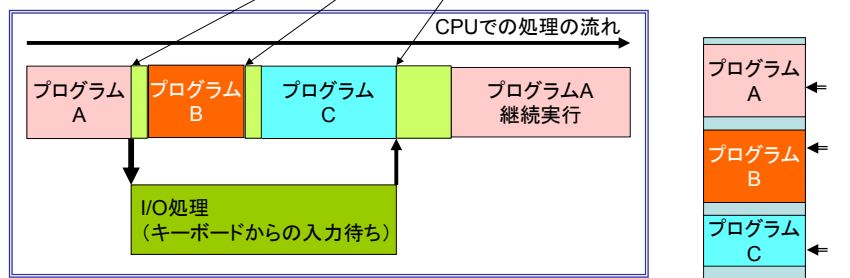 CPUでの処理の流れ
プログラム
A
プログラム
B
プログラム
C
プログラムA
継続実行
I/O処理
(キーボードからの入力待ち)
プログラム
A
プログラム
B
プログラム
C